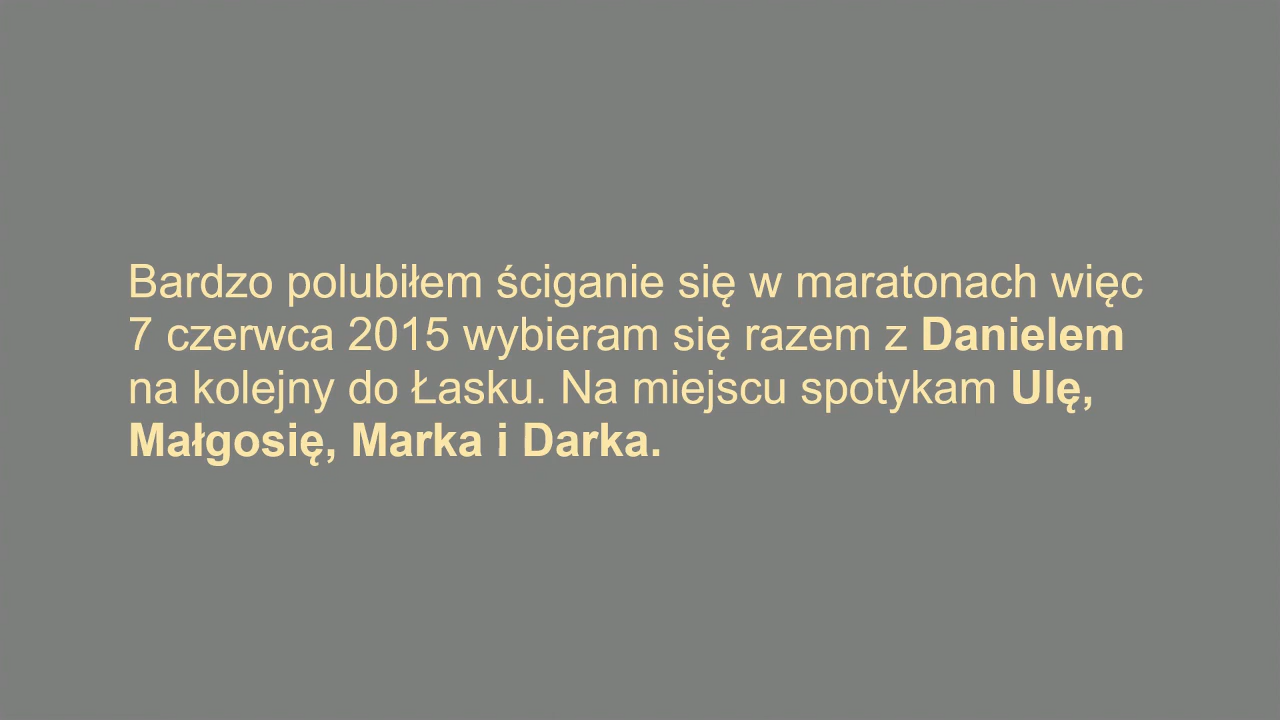 Bardzo polubiłem ściganie się w maratonach więc
7 czerwca 2015 wybieram się razem z Danielem
na kolejny do Łasku. Na miejscu spotykam Ulę,
Małgosię, Marka i Darka.